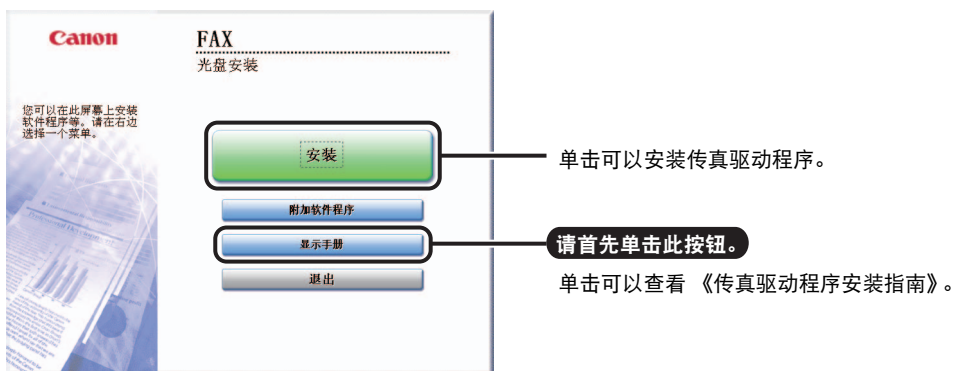 Canon
FAX
光盘安装
您可以在此屏幕上安装
软件程序等。请在右边
选择一个菜单。
安装
单击可以安装传真驱动程序。
附加软件程序
显示手册
请首先单击此按钮。
退出
单击可以查看 《传真驱动程序安装指南》。